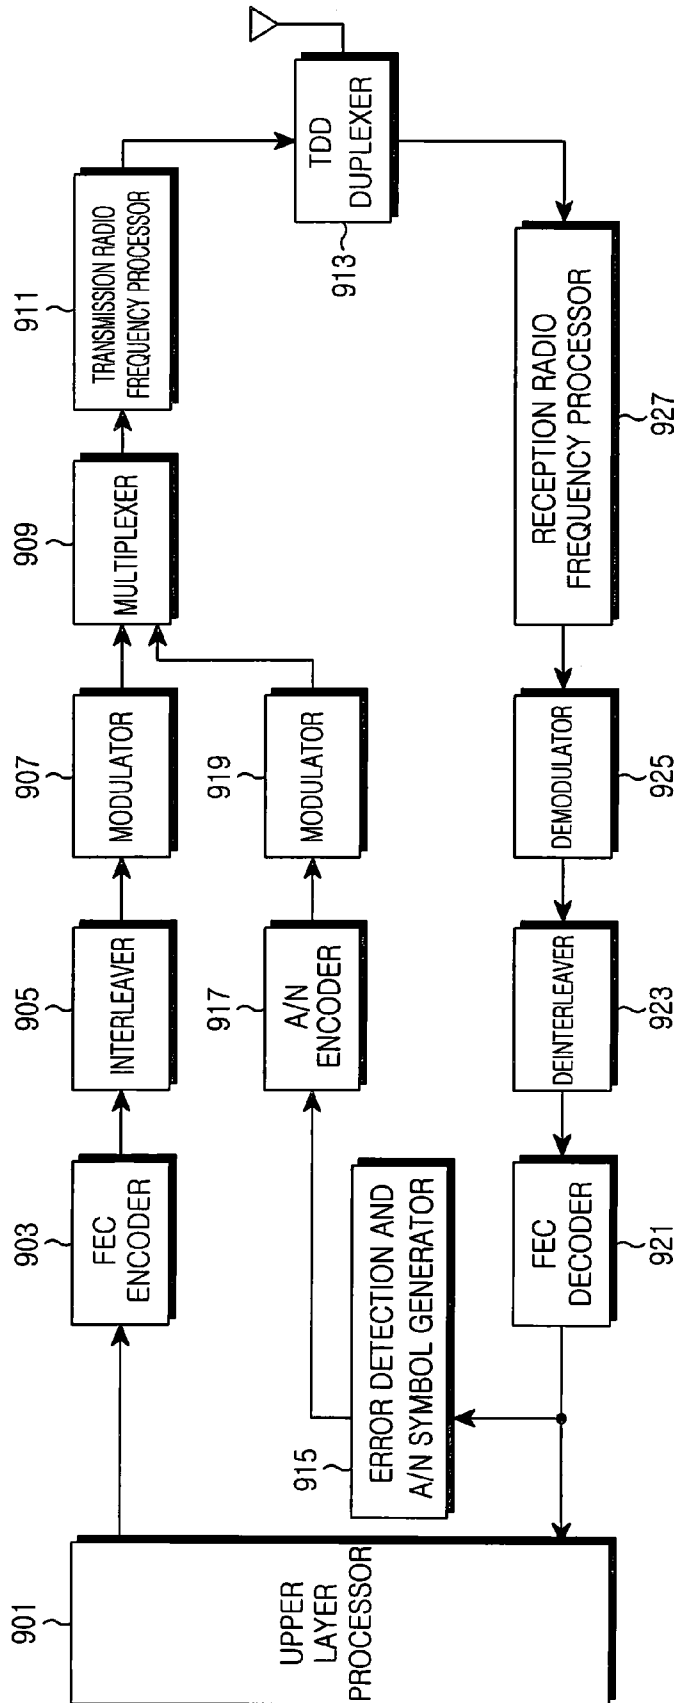 901
UPPER
LAYER
PROCESSOR
903
FEC
ENCODER
905
INTERLEAVER
907
MODULATOR
909
MULTIPLEXER
911
TRANSMISSION RADIO
FREQUENCY PROCESSOR
913
TDD
DUPLEXER
915
ERROR DETECTION AND
A/N SYMBOL GENERATOR
917
A/N
ENCODER
919
MODULATOR
FEC
DECODER
921
DEINTERLEAVER
923
DEMODULATOR
925
RECEPTION RADIO
FREQUENCY PROCESSOR
927